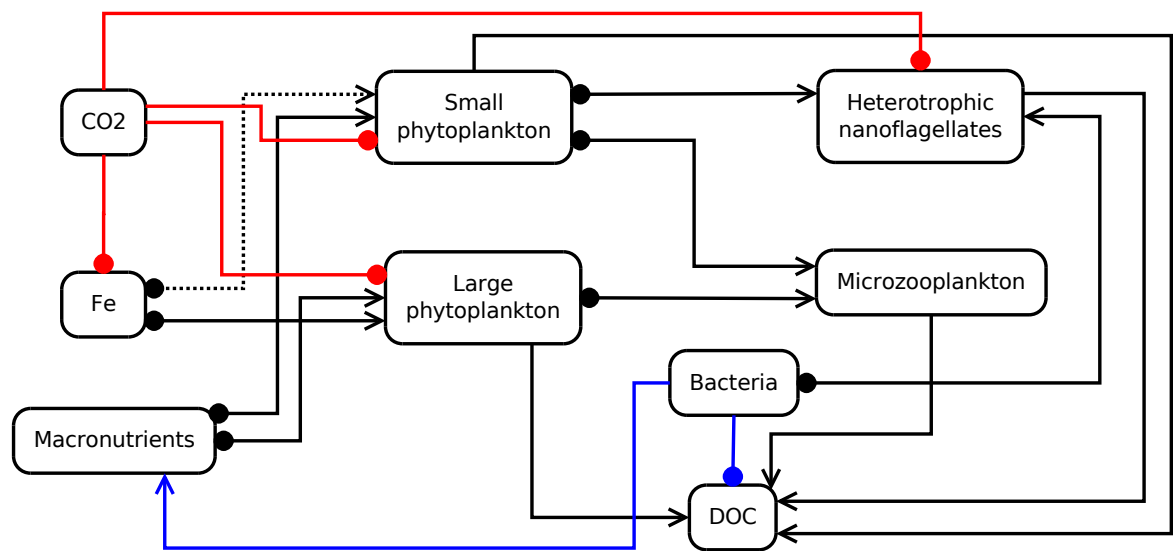 CO2
Small
phytoplankton
Heterotrophic
nanoflagellates
Fe
Large
phytoplankton
Microzooplankton
Bacteria
Macronutrients
DOC